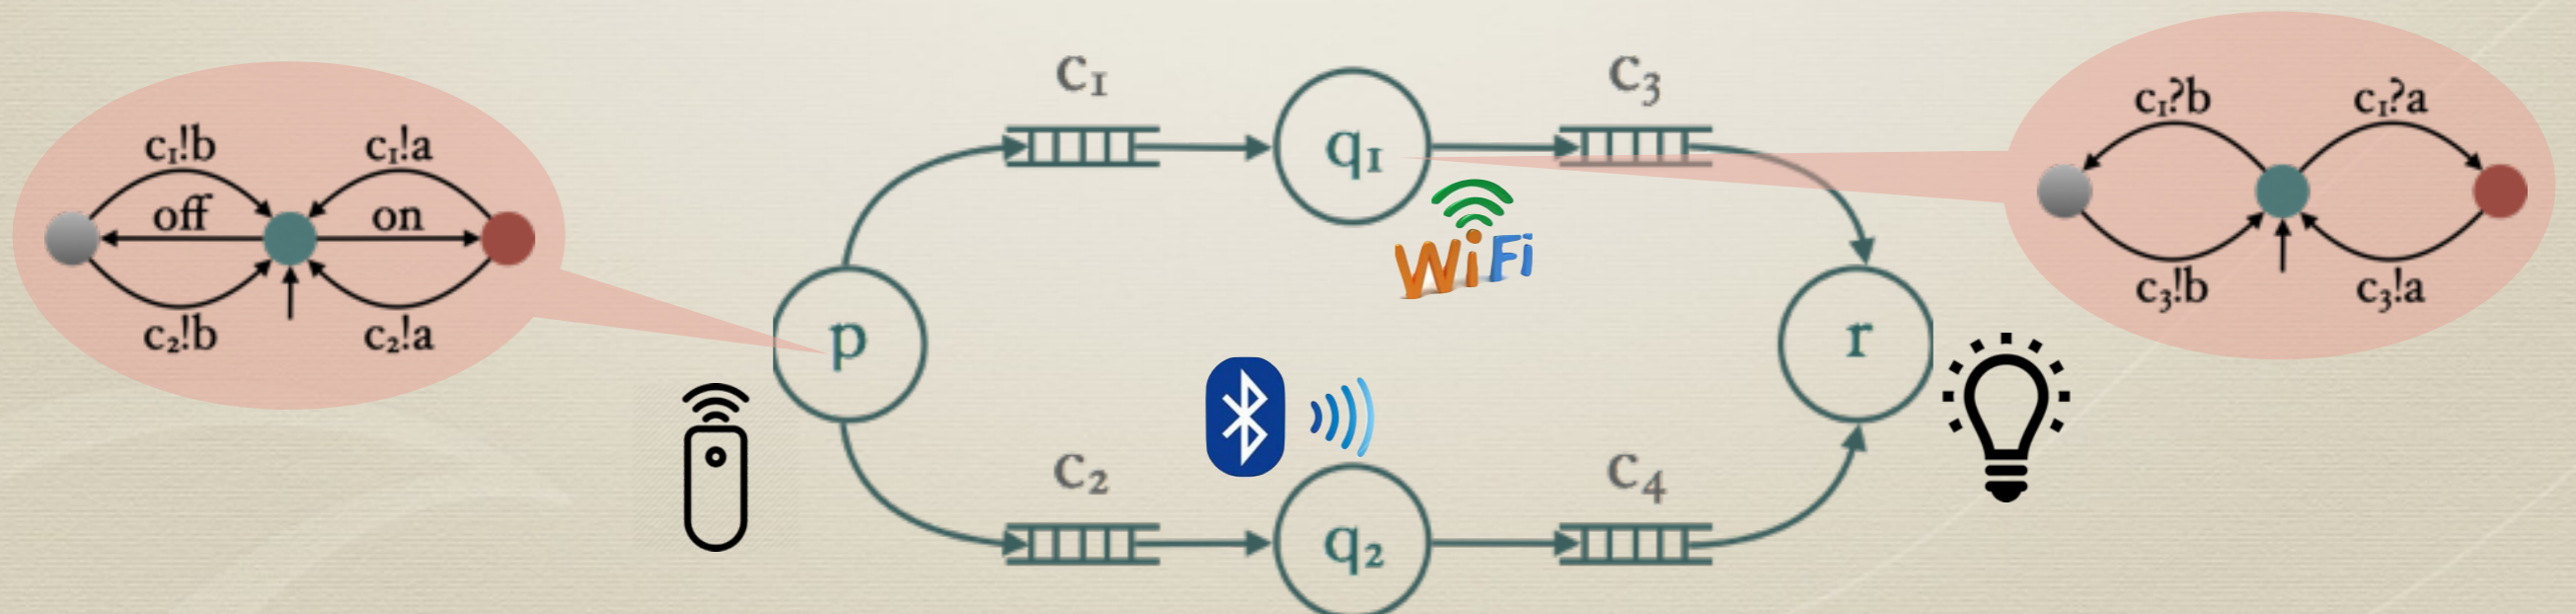 c₁!b
c₁!a
off
on
c₂!b
c₂!a
p
c₁
q₁
c₃
WiFi
r
c₂
q₂
c₄
c₁?b
c₁?a
c₃!b
c₃!a